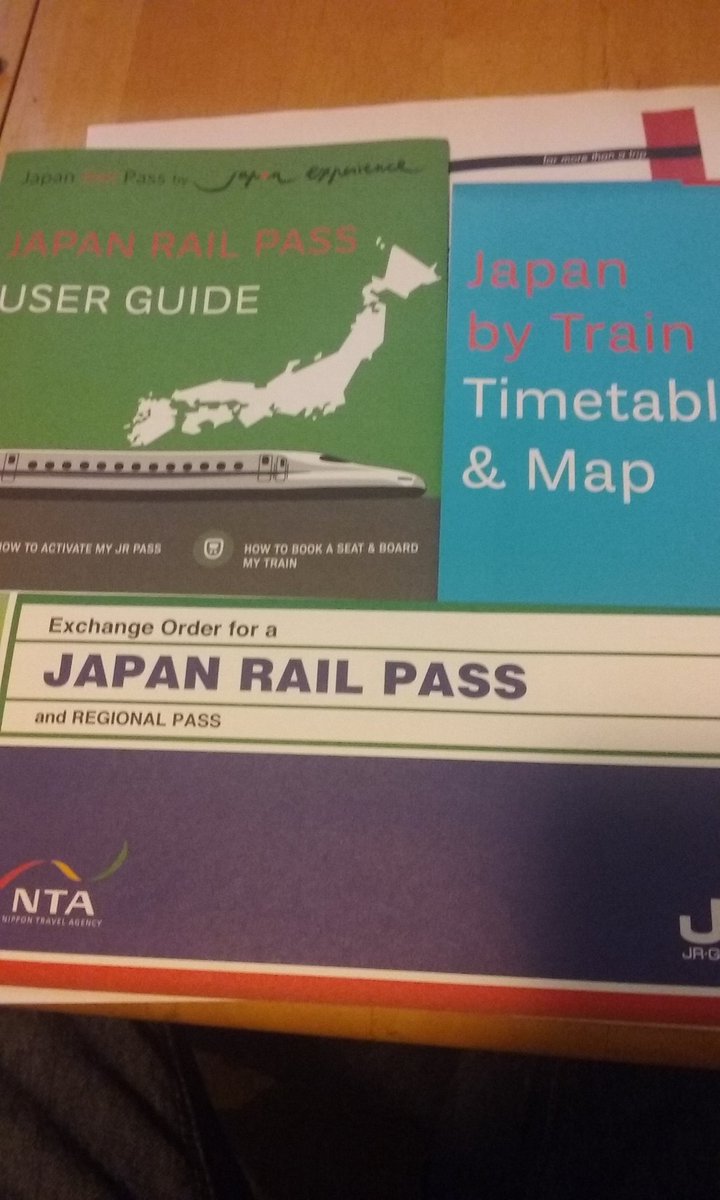 Japan Rail Pass by Japan experience
for more than a trip
JAPAN RAIL PASS
USER GUIDE
HOW TO ACTIVATE MY JR PASS
HOW TO BOOK A SEAT & BOARD
MY TRAIN
Japan
by Train
Timetabl
& Map
Exchange Order for a
JAPAN RAIL PASS
and REGIONAL PASS
NTA
NIPPON TRAVEL AGENCY
J
JR-G